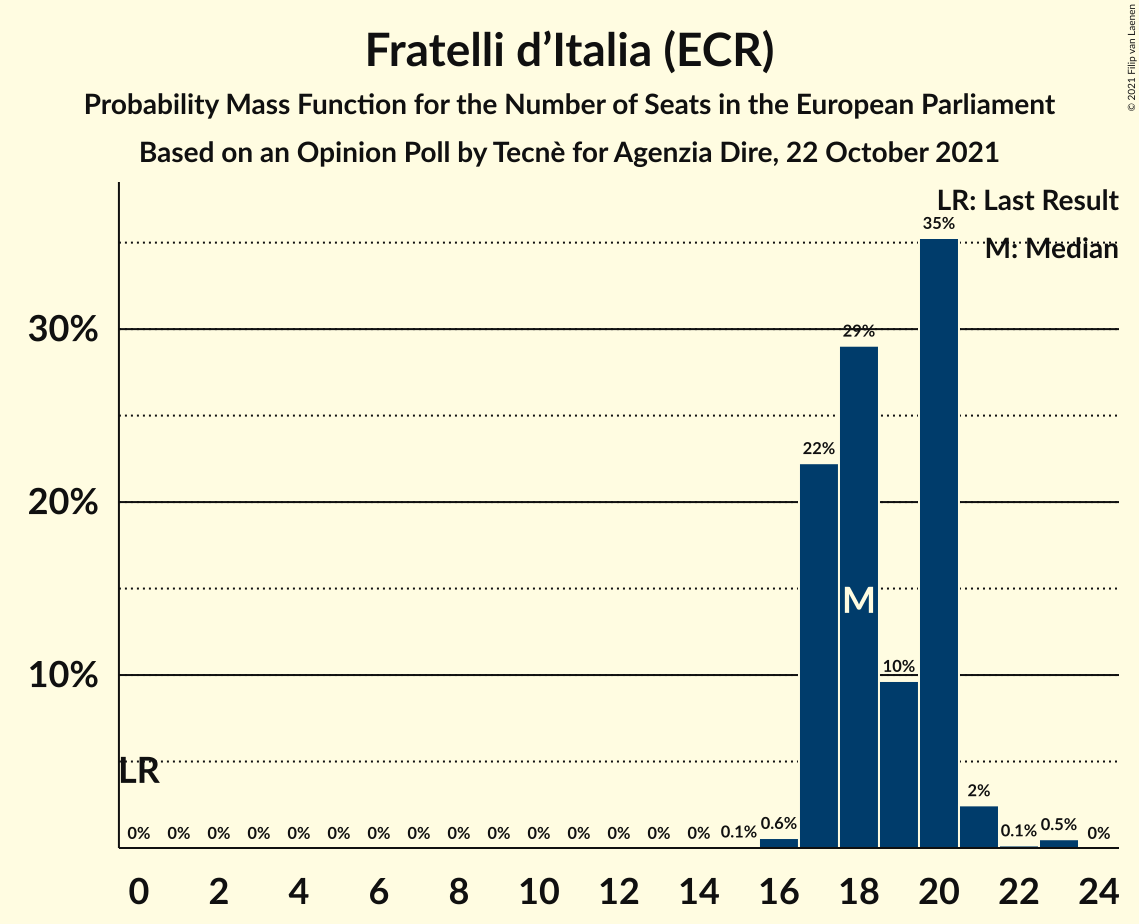 Fratelli d’Italia (ECR)
Probability Mass Function for the Number of Seats in the European Parliament
Based on an Opinion Poll by Tecnè for Agenzia Dire, 22 October 2021
© 2021 Filip van Laenen
LR: Last Result
M: Median
35%
30%
29%
22%
20%
M
10%
10%
LR
0% 0% 0% 0% 0% 0% 0% 0% 0% 0% 0% 0% 0% 0% 0% 0.1% 0.6% 2% 0.1% 0.5% 0%
0 2 4 6 8 10 12 14 16 18 20 22 24